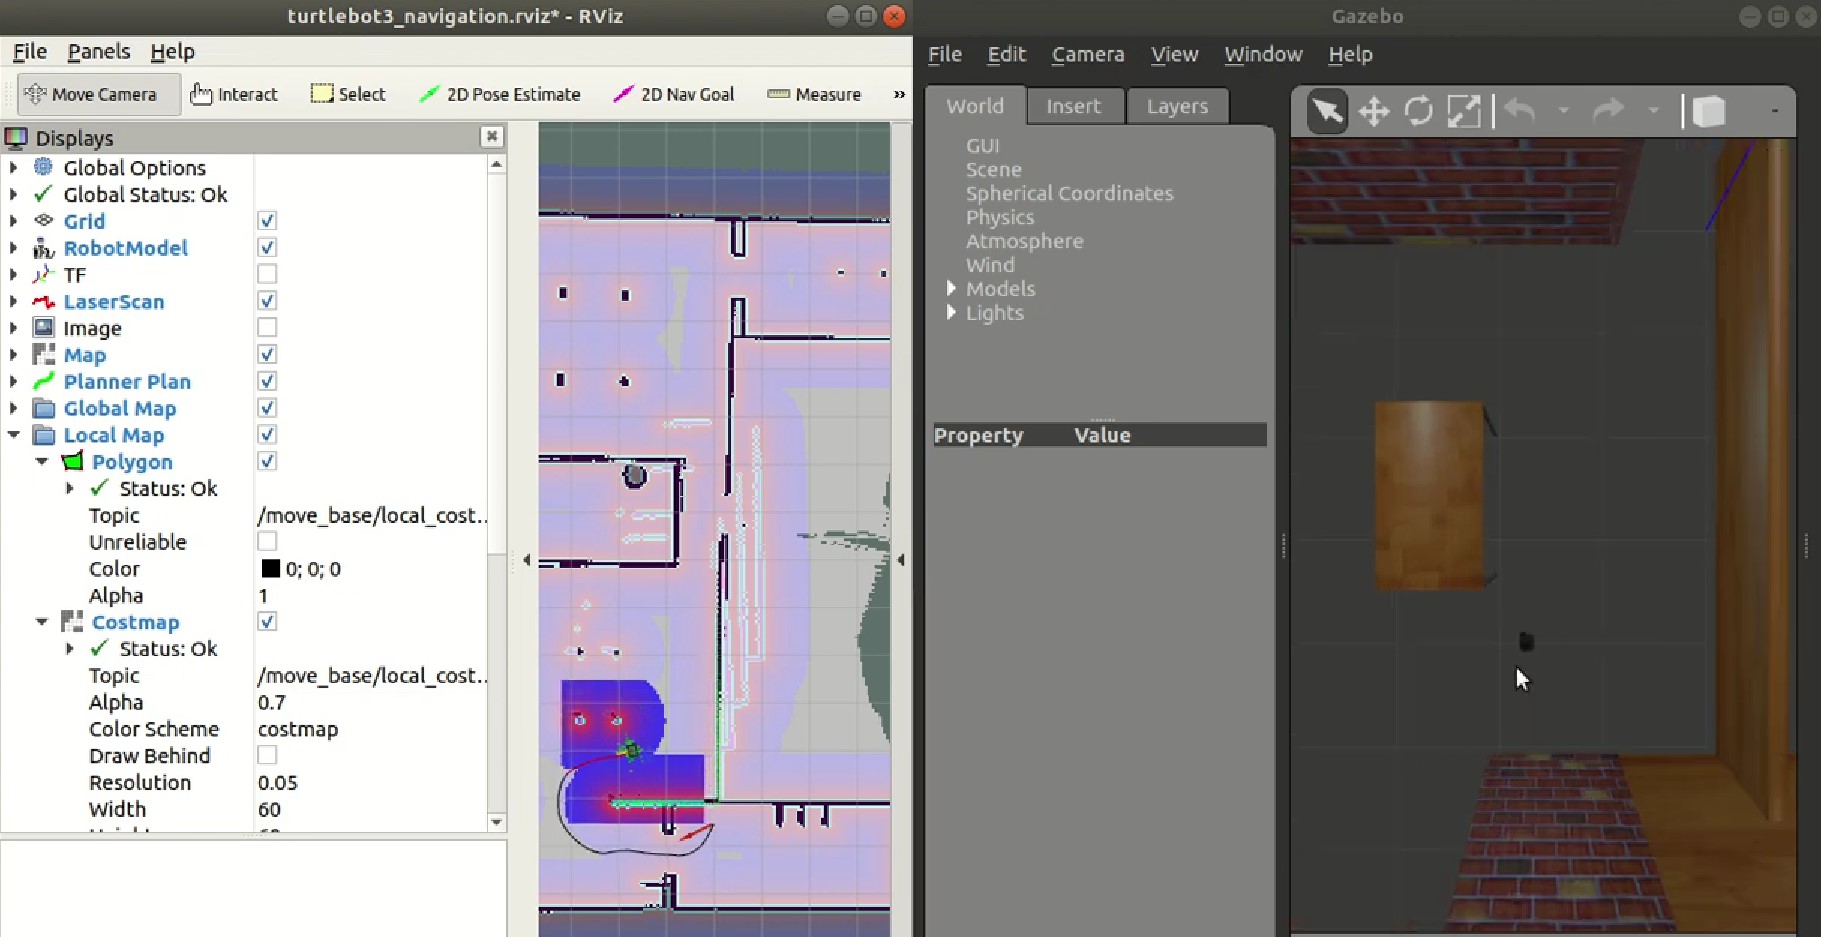 turtlebot3_navigation.rviz* - RViz
File Panels Help
Move Camera Interact Select 2D Pose Estimate 2D Nav Goal Measure »
Displays
Global Options
Global Status: Ok
Grid
RobotModel
TF
LaserScan
Image
Map
Planner Plan
Global Map
Local Map
Polygon
Status: Ok
Topic /move_base/local_cost..
Unreliable
Color 0; 0; 0
Alpha 1
Costmap
Status: Ok
Topic /move_base/local_cost..
Alpha 0.7
Color Scheme costmap
Draw Behind
Resolution 0.05
Width 60
Gazebo
File Edit Camera View Window Help
World Insert Layers
GUI
Scene
Spherical Coordinates
Physics
Atmosphere
Wind
Models
Lights
Property Value